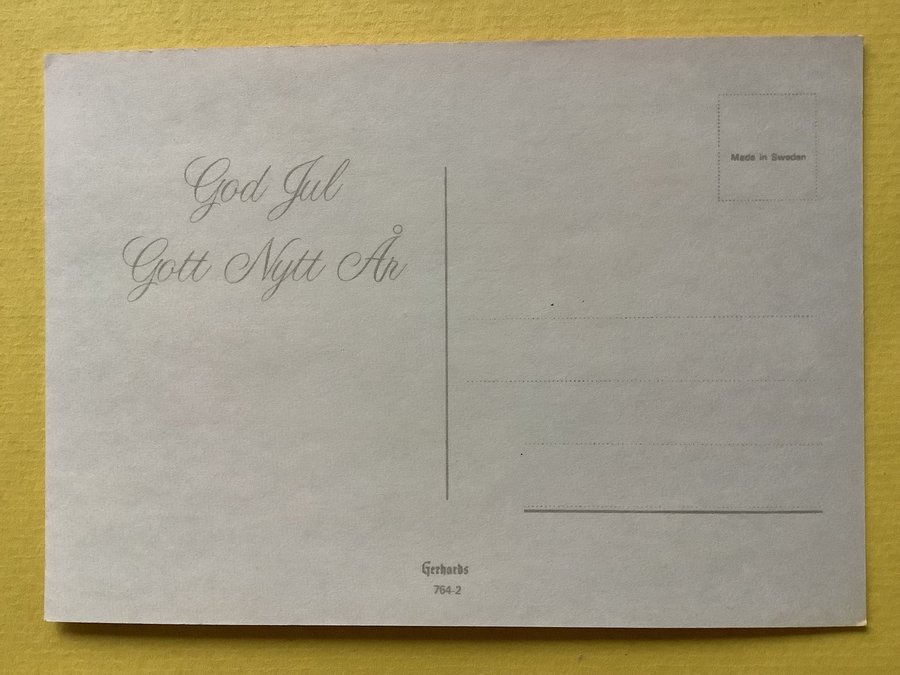 God Jul
Gott Nytt År
Made in Sweden
Gerhards
764-2